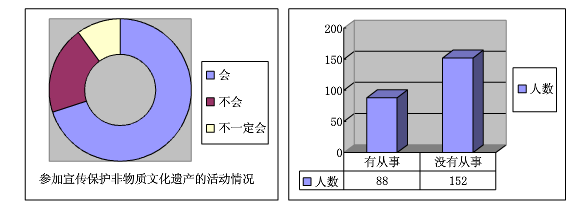 会
不会
不一定会
参加宣传保护非物质文化遗产的活动情况
200
150
100
50
0
人数
有从事 没有从事
人数 88 152